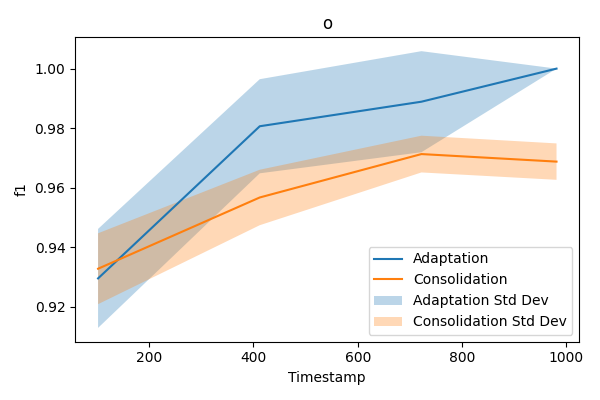 o
f1
1.00
0.98
0.96
0.94
0.92
Adaptation
Consolidation
Adaptation Std Dev
Consolidation Std Dev
200 400 600 800 1000
Timestamp